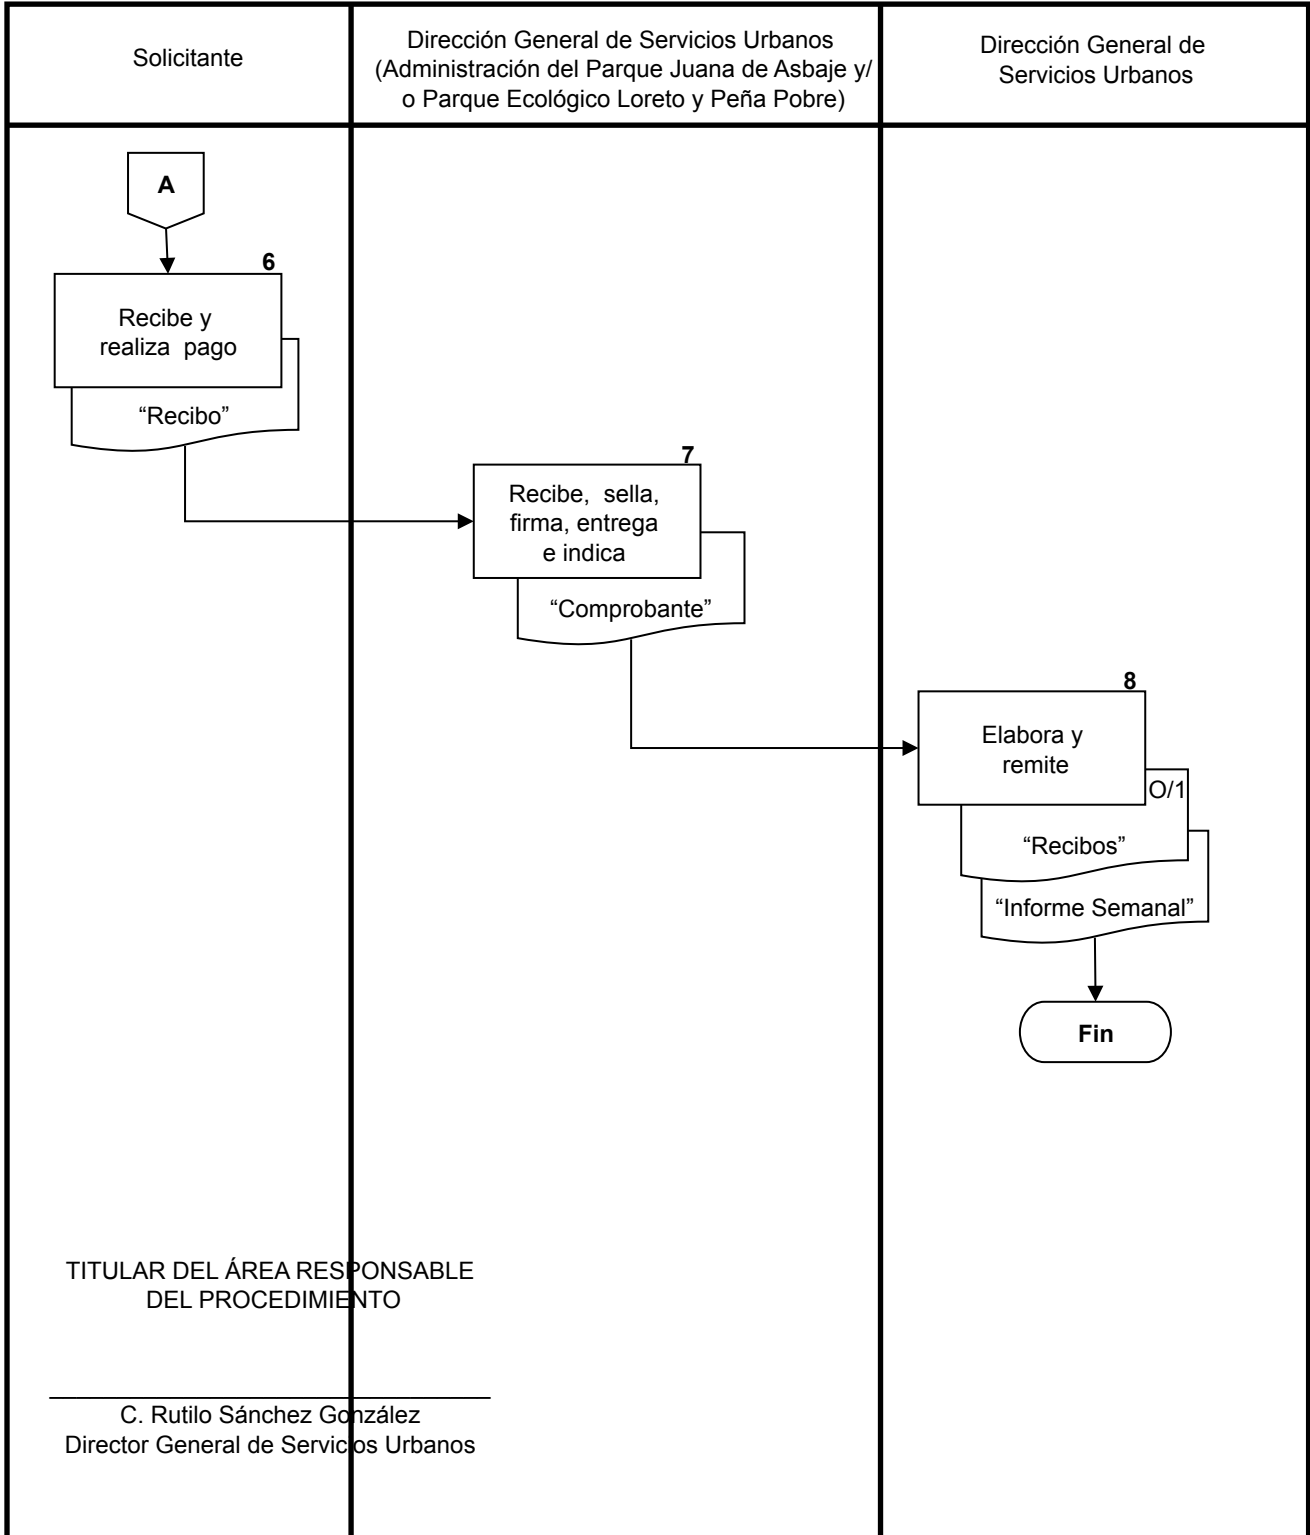 Solicitante
Dirección General de Servicios Urbanos
(Administración del Parque Juana de Asbaje y/
o Parque Ecológico Loreto y Peña Pobre)
Dirección General de
Servicios Urbanos
A
6
Recibe y
realiza pago
“Recibo”
7
Recibe, sella,
firma, entrega
e indica
“Comprobante”
8
Elabora y
remite
O/1
“Recibos”
“Informe Semanal”
Fin
TITULAR DEL ÁREA RESPONSABLE
DEL PROCEDIMIENTO
C. Rutilo Sánchez González
Director General de Servicios Urbanos